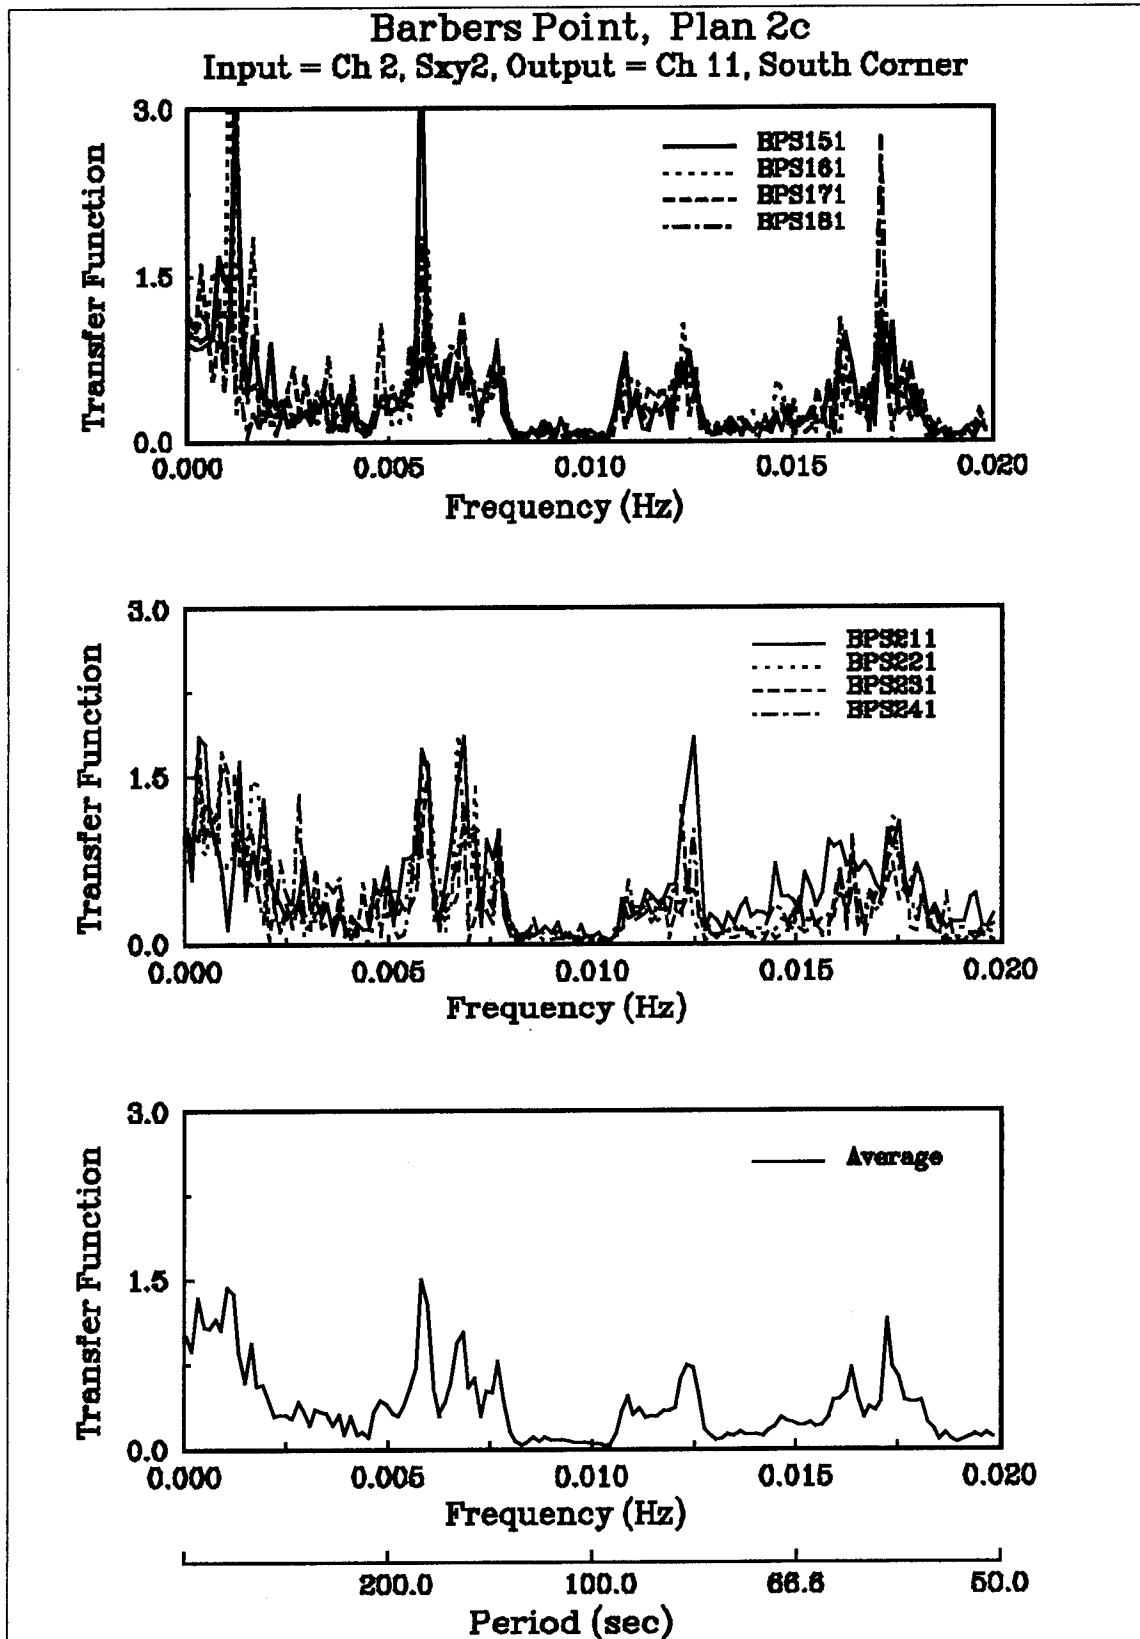 Barbers Point, Plan 2c
Input = Ch 2, Sxy2, Output = Ch 11, South Corner
3.0
1.5
0.0
Transfer Function
BPS151
BPS161
BPS171
BPS181
0.000 0.005 0.010 0.015 0.020
Frequency (Hz)
3.0
1.5
0.0
Transfer Function
BPS211
BPS221
BPS231
BPS241
0.000 0.005 0.010 0.015 0.020
Frequency (Hz)
3.0
1.5
0.0
Transfer Function
Average
0.000 0.005 0.010 0.015 0.020
Frequency (Hz)
200.0 100.0 66.6 50.0
Period (sec)